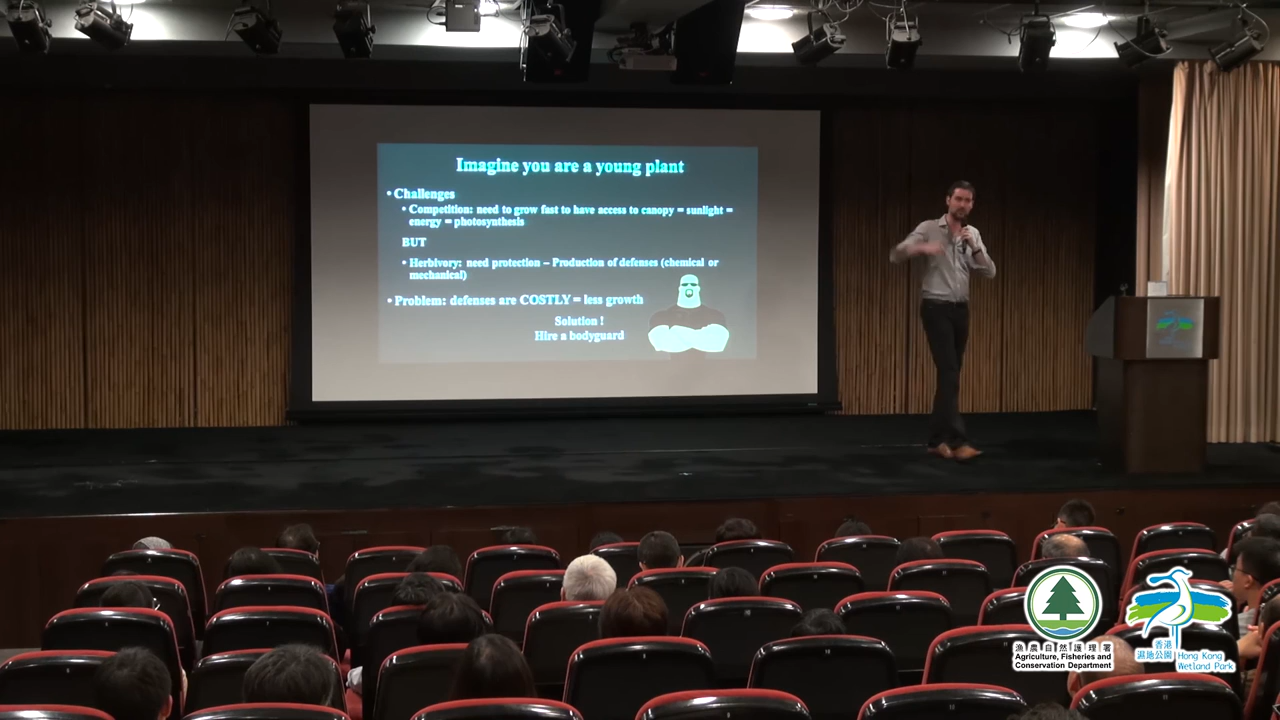 Imagine you are a young plant
• Challenges
• Competition: need to grow fast to have access to canopy = sunlight =
energy = photosynthesis
BUT
• Herbivory: need protection – Production of defenses (chemical or
mechanical)
• Problem: defenses are COSTLY = less growth
Solution !
Hire a bodyguard
漁農自然護理署
Agriculture, Fisheries and
Conservation Department
香港
濕地公園
Hong Kong
Wetland Park